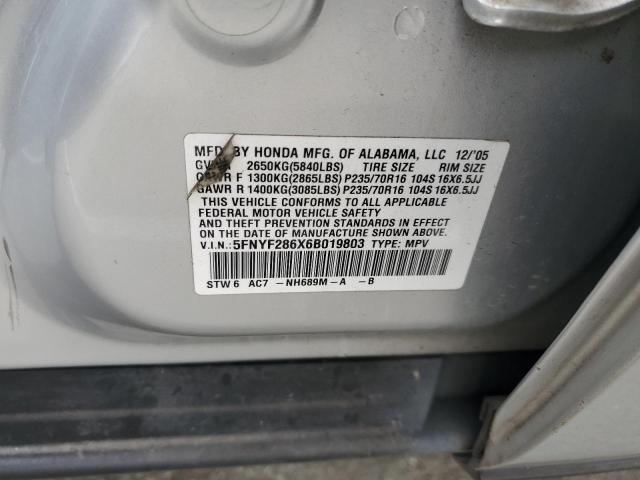 MFD. BY HONDA MFG. OF ALABAMA, LLC 12/'05
2650KG(5840LBS) TIRE SIZE RIM SIZE
F 1300KG(2865LBS) P235/70R16 104S 16X6.5JJ
GAWR R 1400KG(3085LBS) P235/70R16 104S 16X6.5JJ
THIS VEHICLE CONFORMS TO ALL APPLICABLE
FEDERAL MOTOR VEHICLE SAFETY
AND THEFT PREVENTION STANDARDS IN EFFECT
ON THE DATE OF MANUFACTURE SHOWN ABOVE.
V.I.N.: 5FNYF286X6B019803 TYPE: MPV
STW6 AC7 -NH689M-A -B